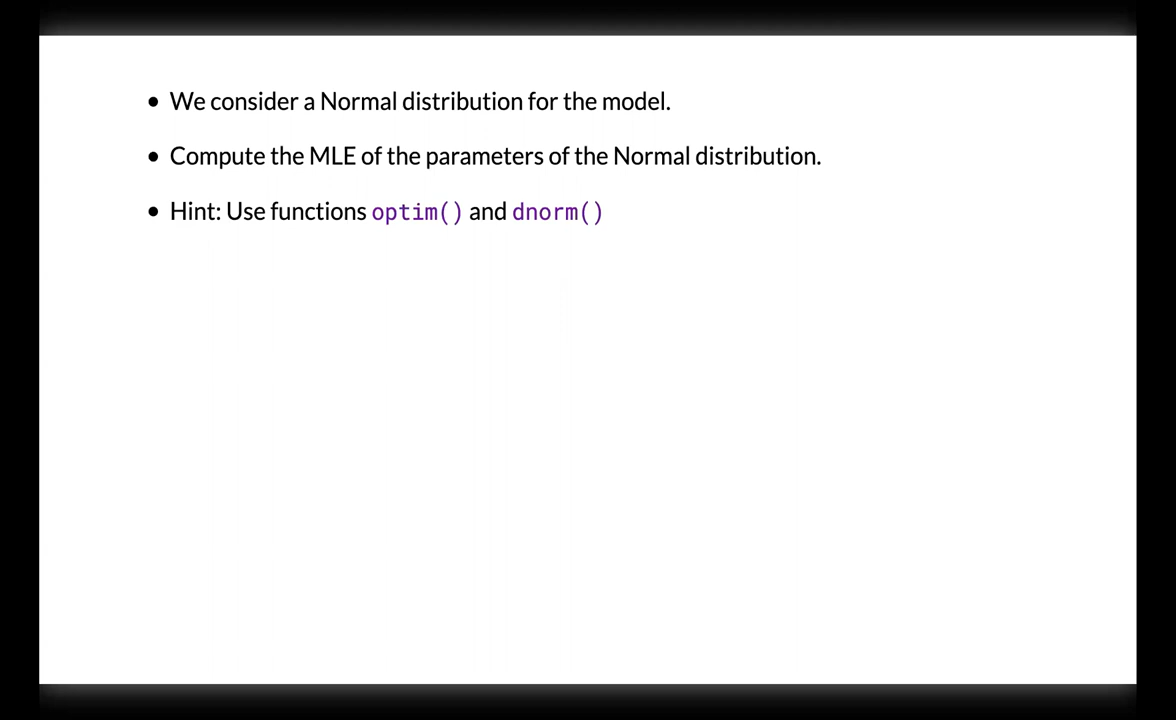 • We consider a Normal distribution for the model.
• Compute the MLE of the parameters of the Normal distribution.
• Hint: Use functions optim() and dnorm()